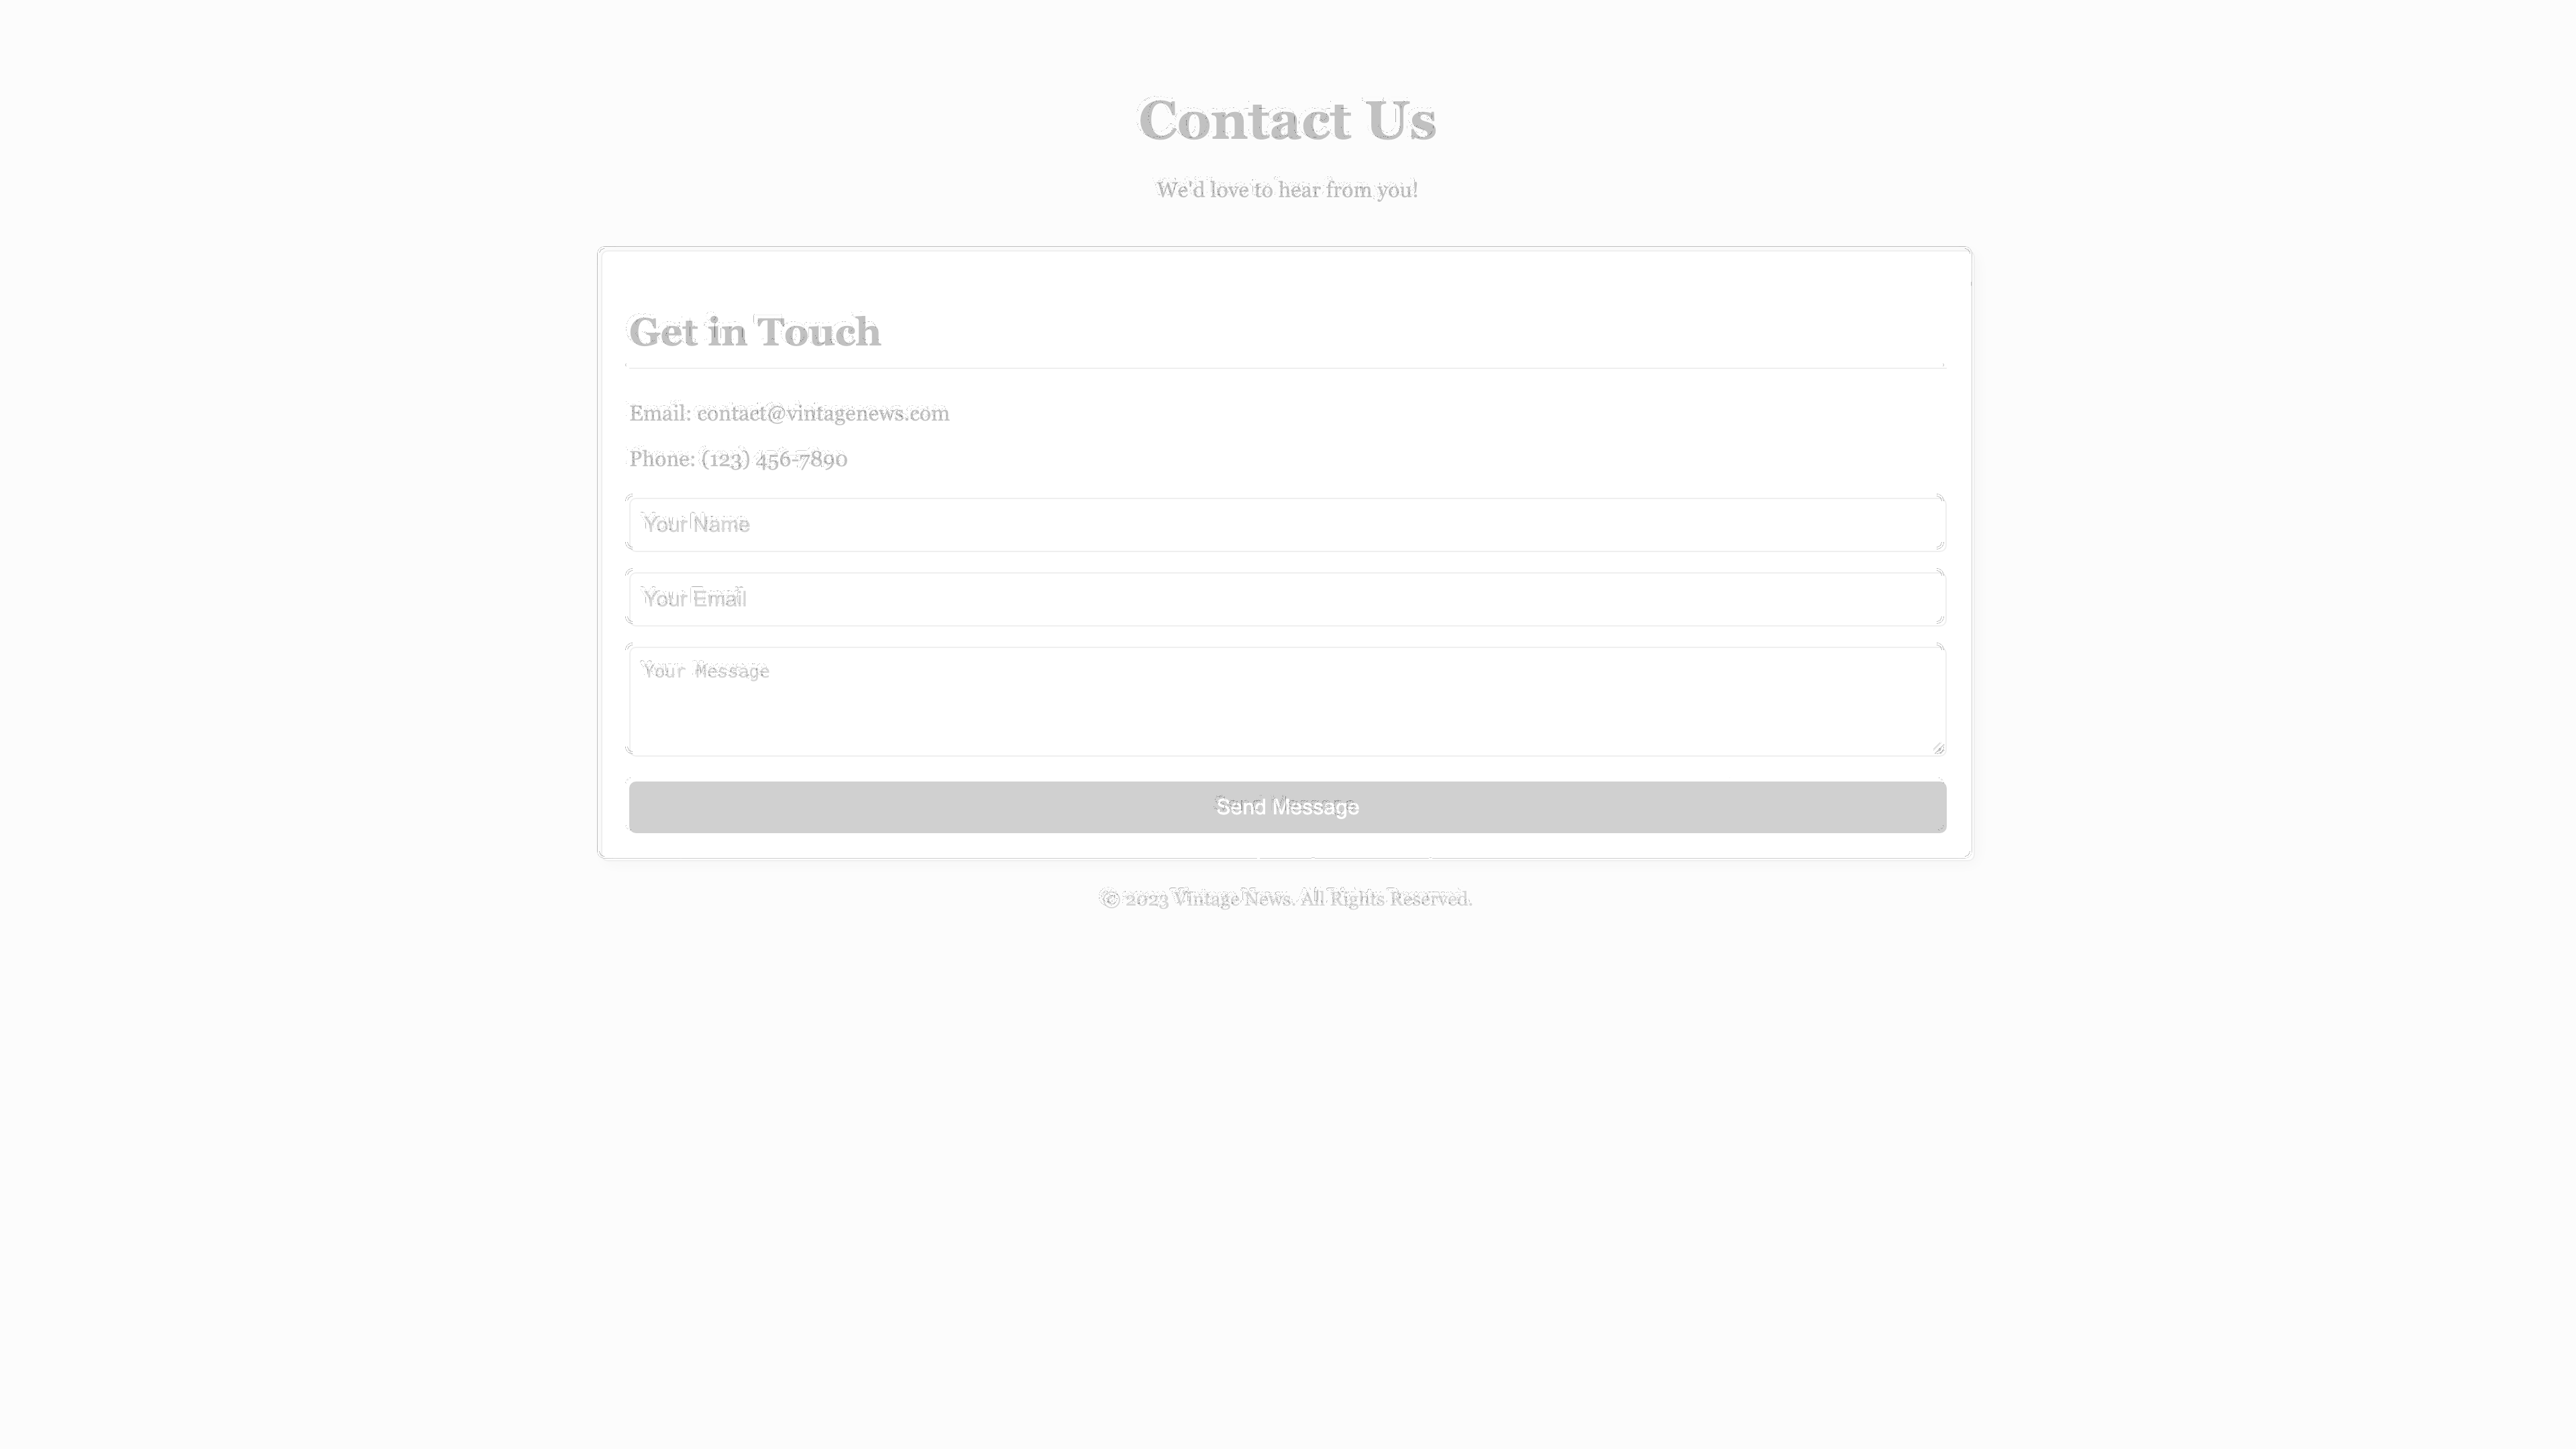 Contact Us
We'd love to hear from you!
Get in Touch
Email: contact@vintagenews.com
Phone: (123) 456-7890
Your Name
Your Email
Your Message
Send Message
© 2023 Vintage News. All Rights Reserved.